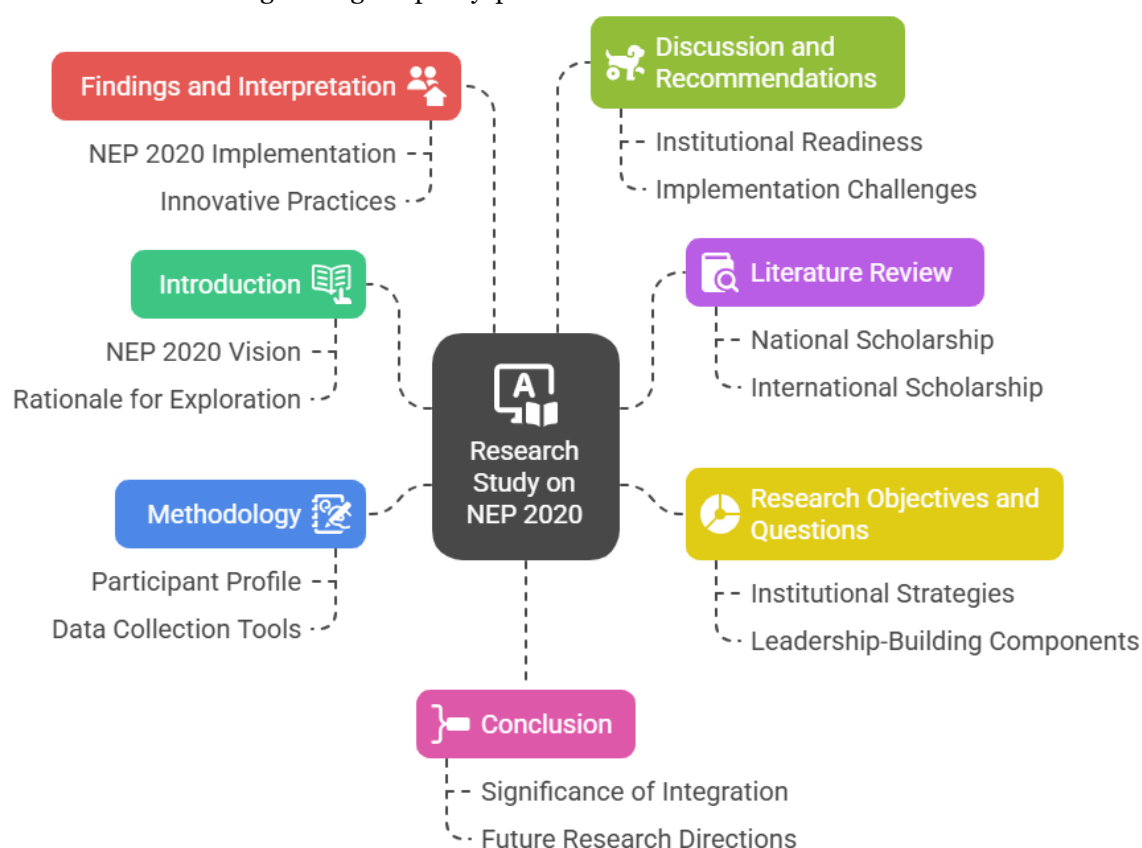 Findings and Interpretation
NEP 2020 Implementation
Innovative Practices
Discussion and
Recommendations
Institutional Readiness
Implementation Challenges
Introduction
NEP 2020 Vision
Rationale for Exploration
Literature Review
National Scholarship
International Scholarship
A
Research
Study on
NEP 2020
Methodology
Participant Profile
Data Collection Tools
Research Objectives and
Questions
Institutional Strategies
Leadership-Building Components
Conclusion
Significance of Integration
Future Research Directions